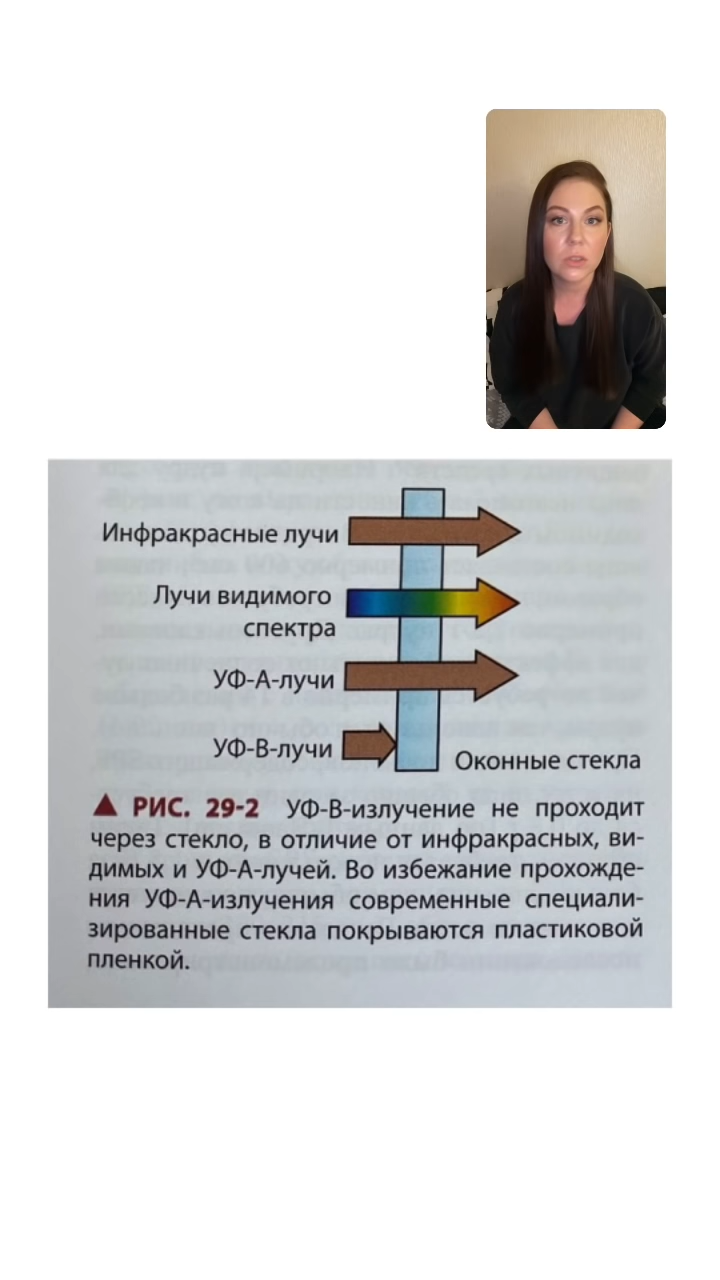 Инфракрасные лучи
Лучи видимого
спектра
УФ-А-лучи
УФ-В-лучи
Оконные стекла
▲ РИС. 29-2 УФ-В-излучение не проходит
через стекло, в отличие от инфракрасных, ви-
димых и УФ-А-лучей. Во избежание прохожде-
ния УФ-А-излучения современные специали-
зированные стекла покрываются пластиковой
пленкой.